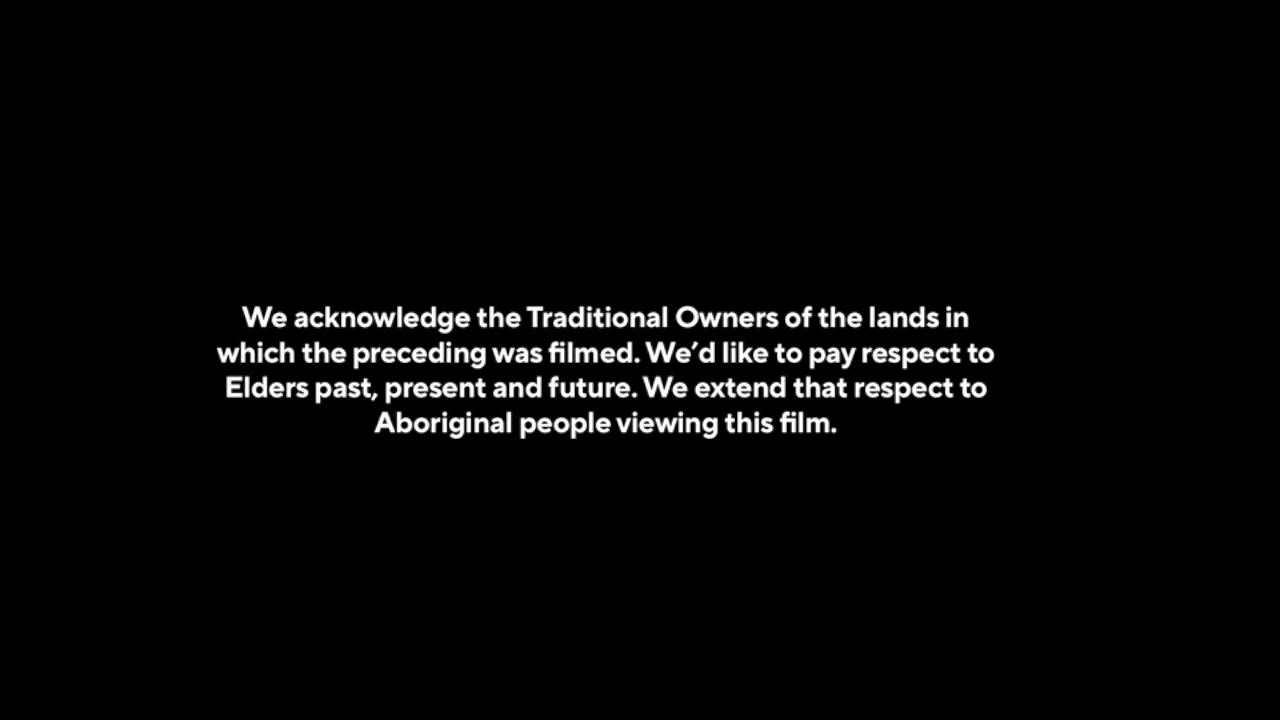 We acknowledge the Traditional Owners of the lands in
which the preceding was filmed. We’d like to pay respect to
Elders past, present and future. We extend that respect to
Aboriginal people viewing this film.